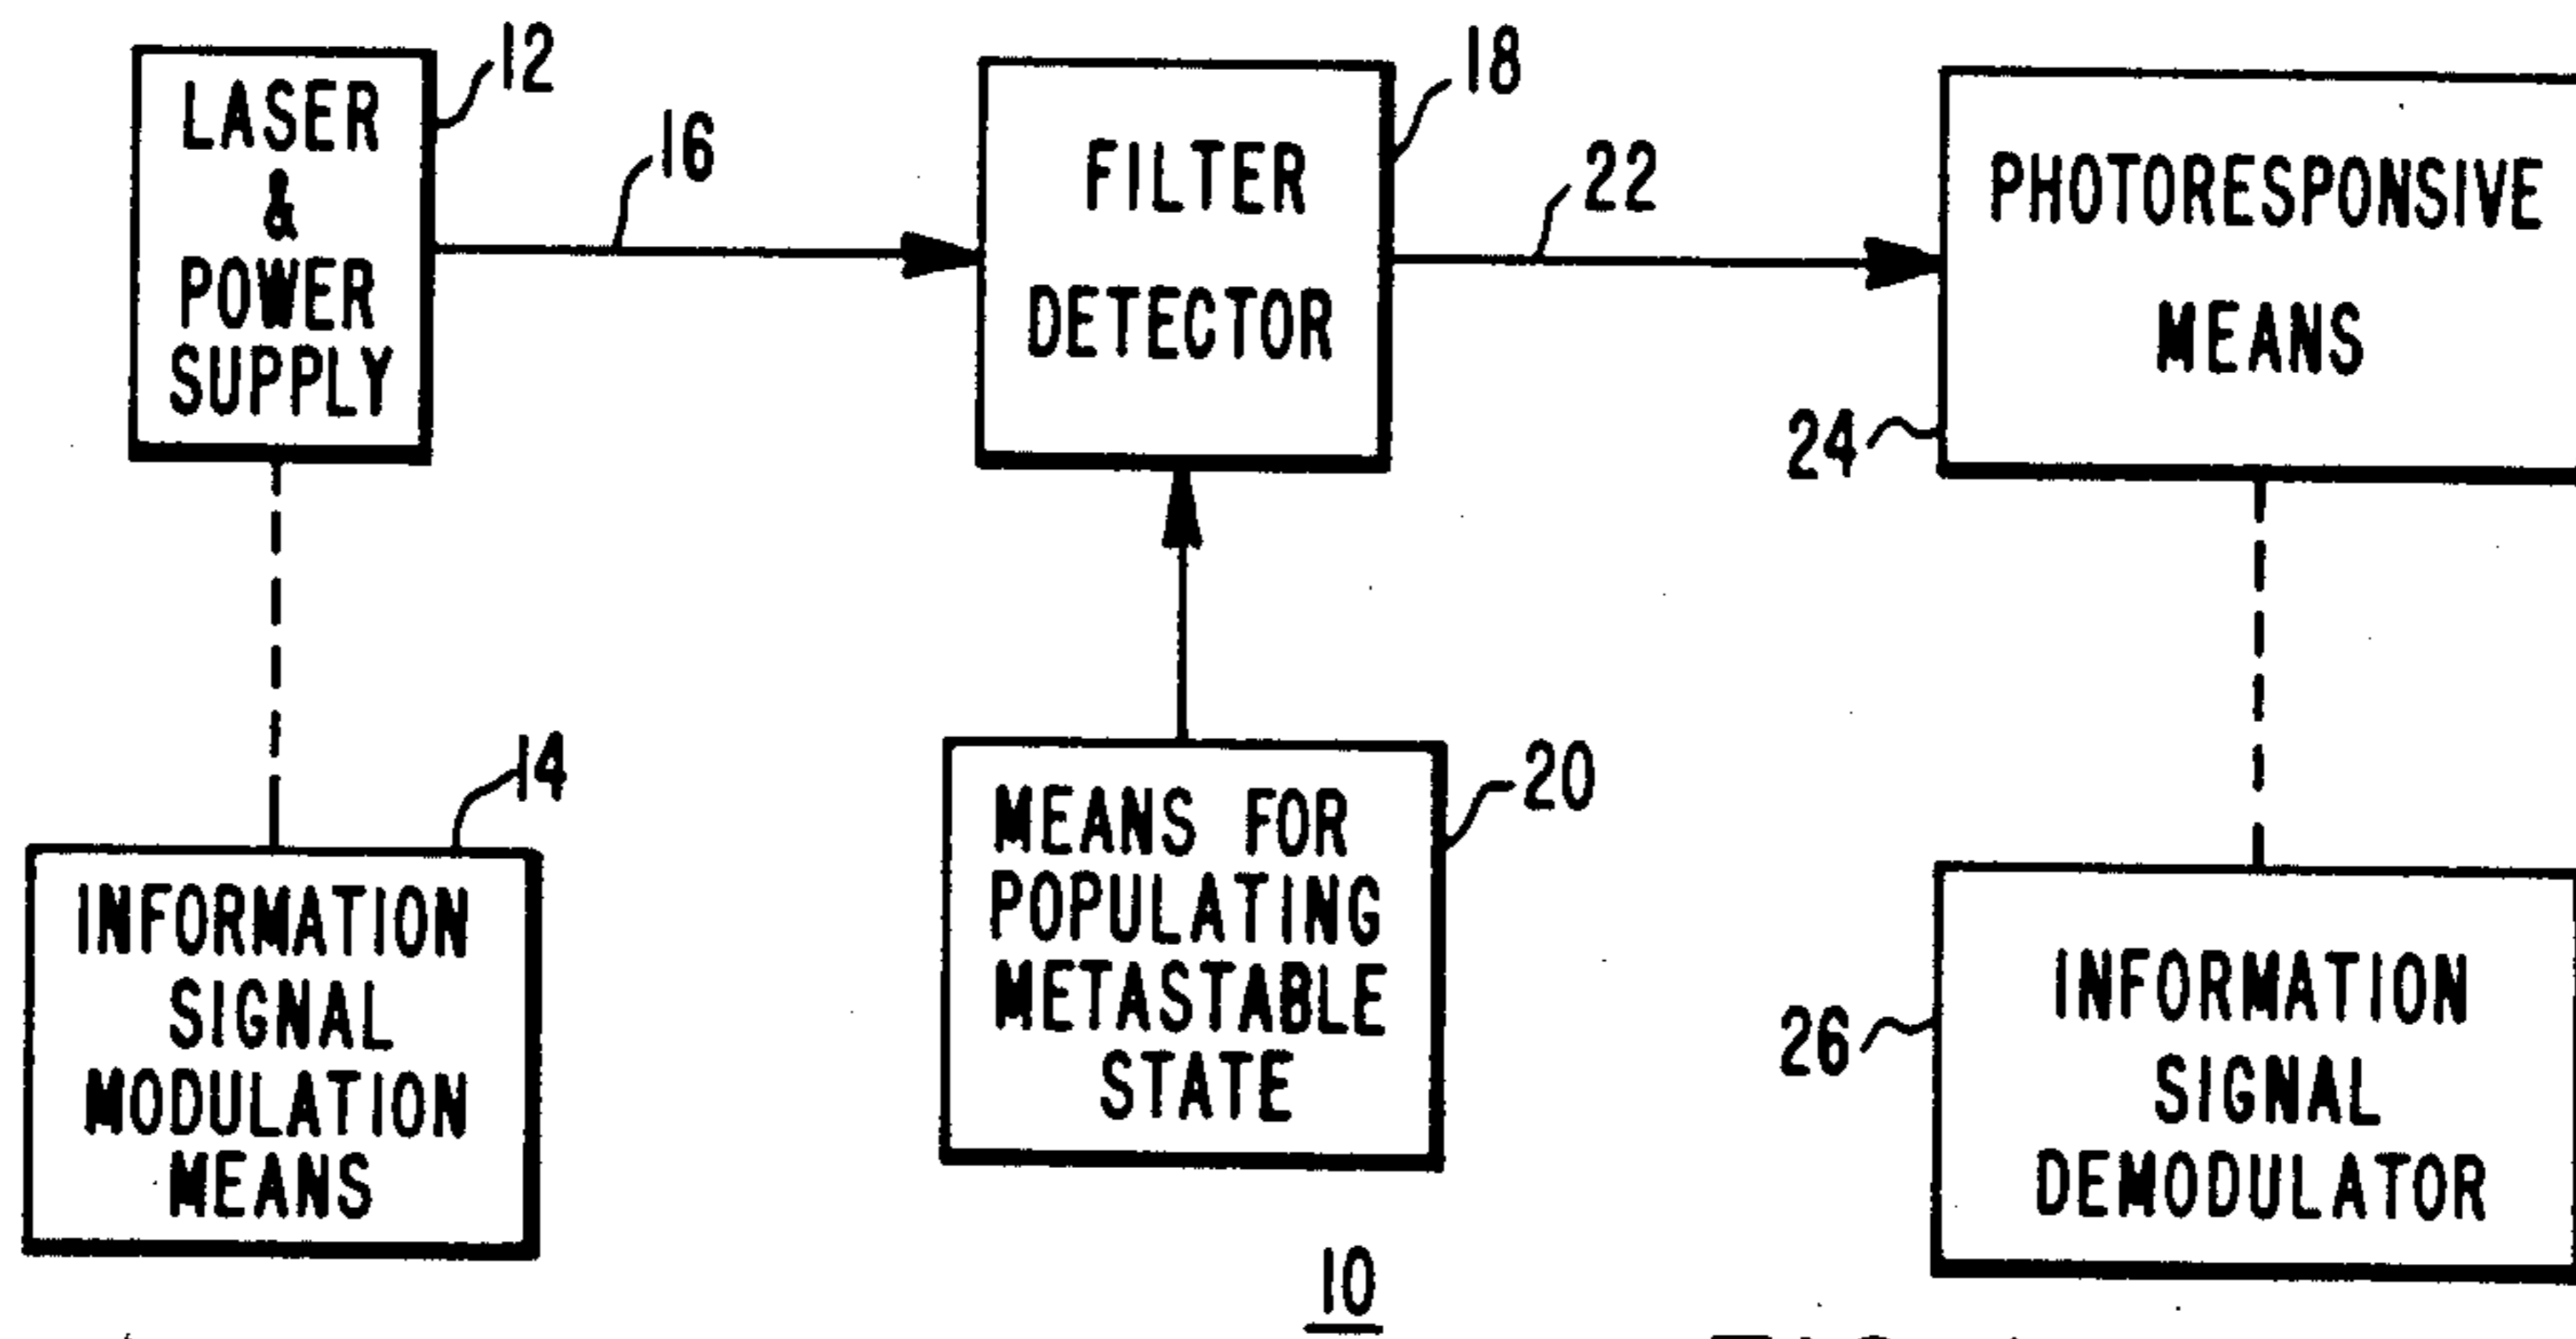 12
LASER
&
POWER
SUPPLY
16
18
FILTER
DETECTOR
22
PHOTORESPONSIVE
MEANS
24
14
INFORMATION
SIGNAL
MODULATION
MEANS
20
MEANS FOR
POPULATING
METASTABLE
STATE
26
INFORMATION
SIGNAL
DEMODULATOR
10